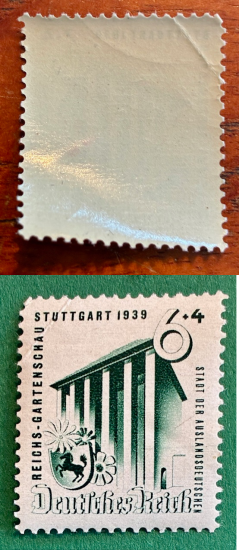 STUTTGART 1939
6+4
REICHS-GARTENSCHAU
STADT DER AUSLANDSDEUTSCHEN
Deutsches Reich